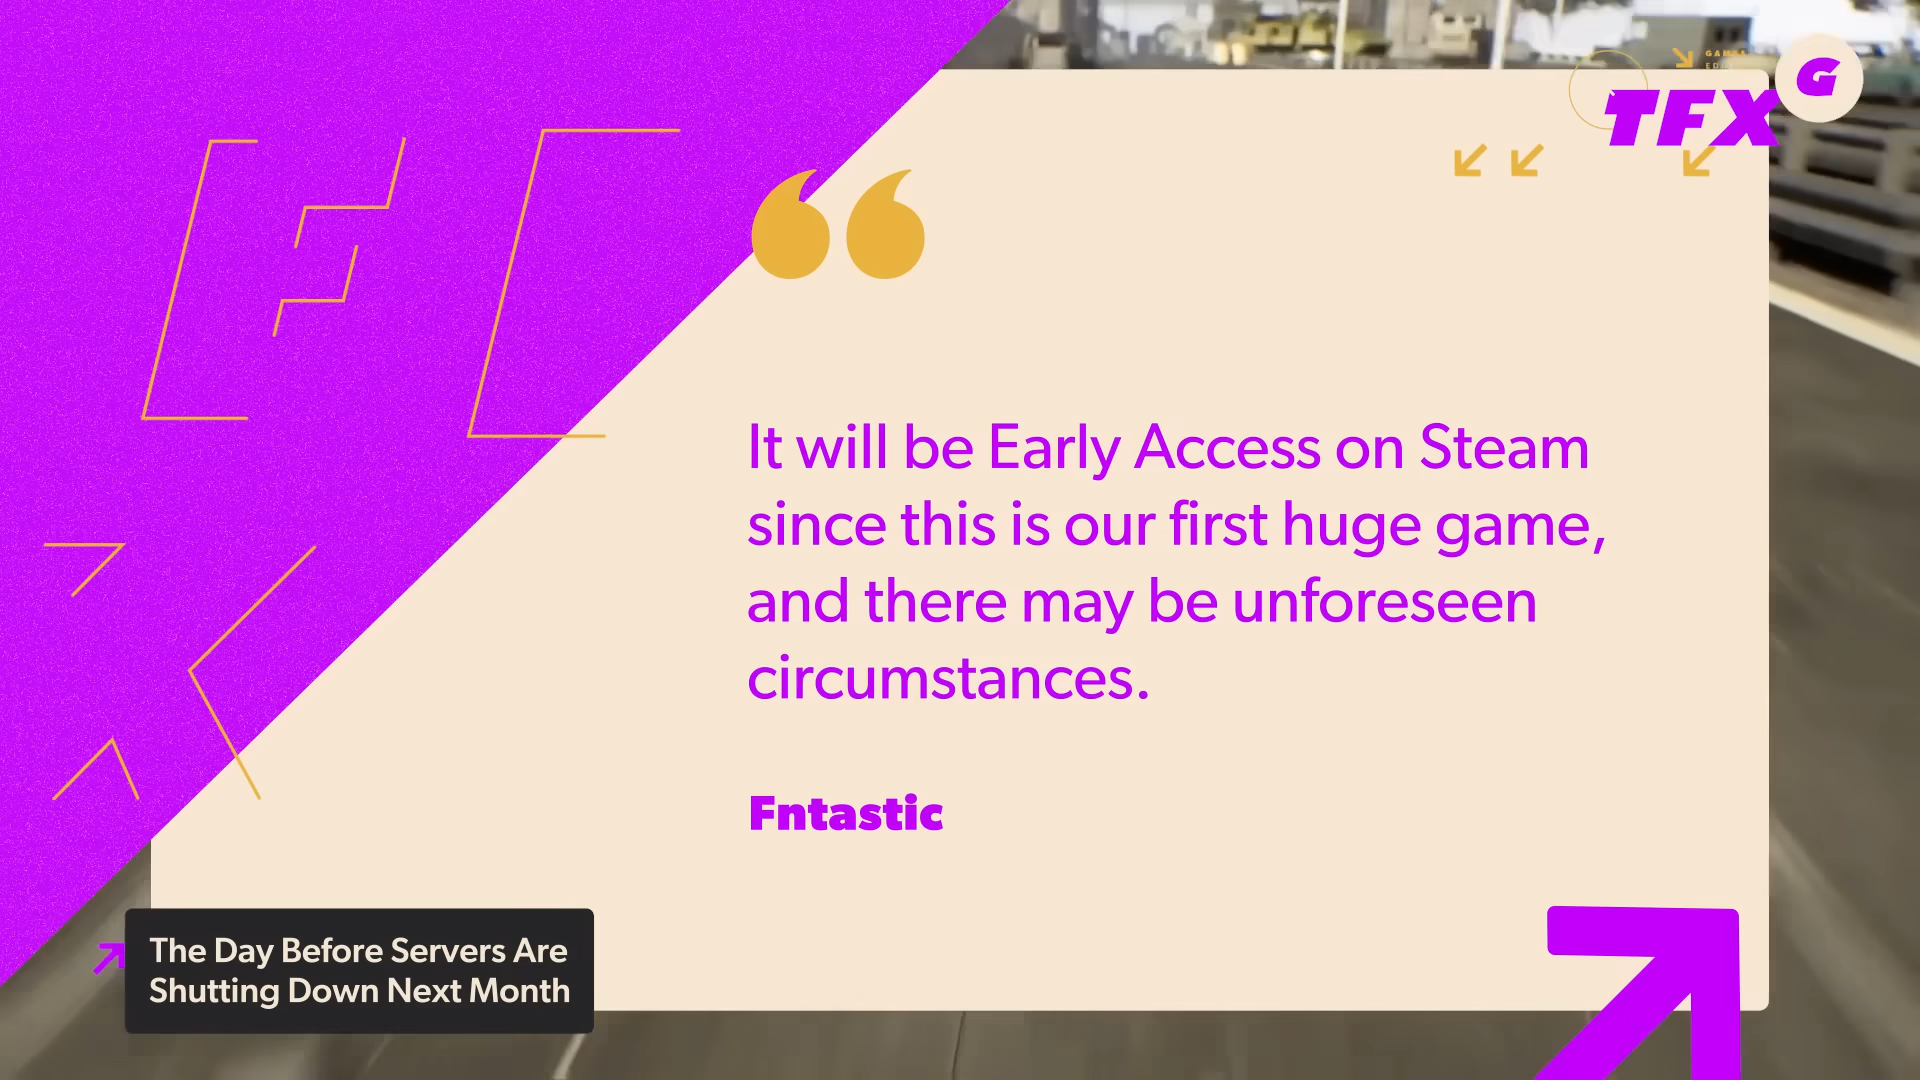 TFX
G
“
It will be Early Access on Steam
since this is our first huge game,
and there may be unforeseen
circumstances.
Fntastic
The Day Before Servers Are
Shutting Down Next Month